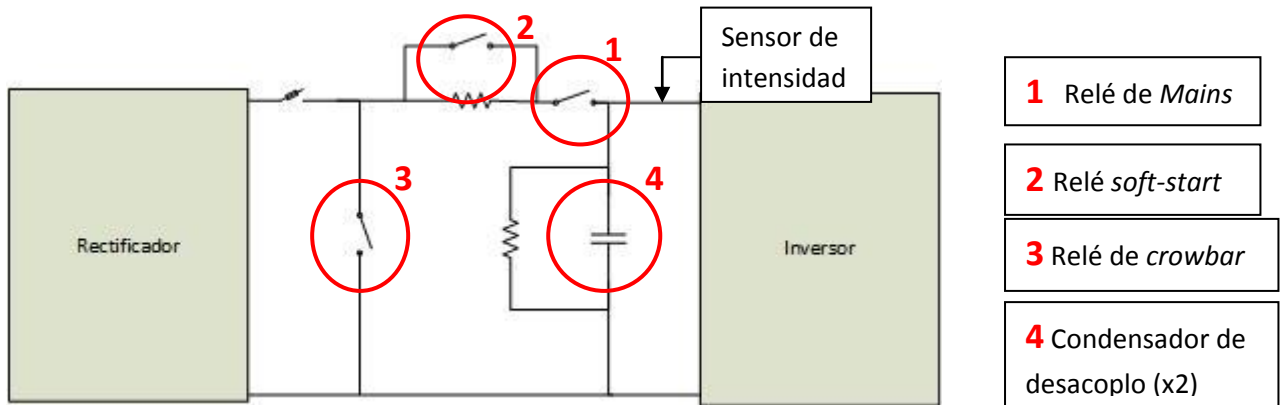 2
1
Sensor de
intensidad
3
4
Rectificador
Inversor
1 Relé de Mains
2 Relé soft-start
3 Relé de crowbar
4 Condensador de
desacoplo (x2)